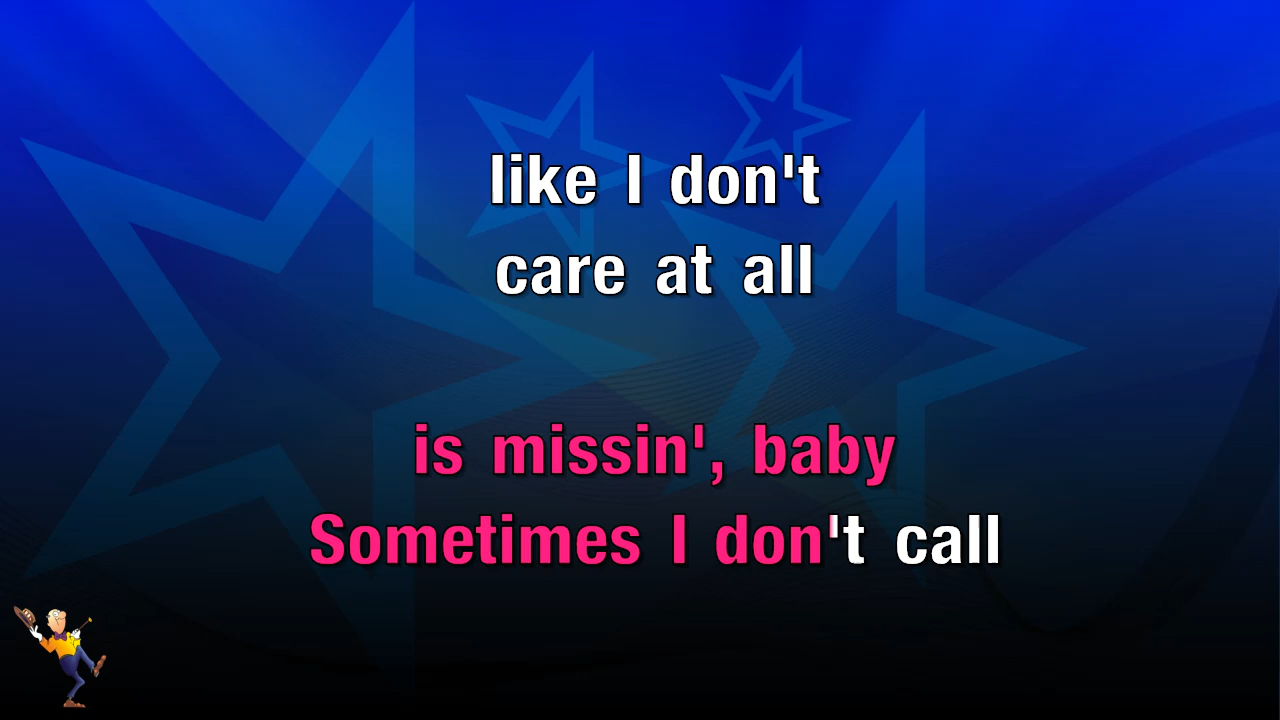 like I don't
care at all
is missin', baby
Sometimes I don't call